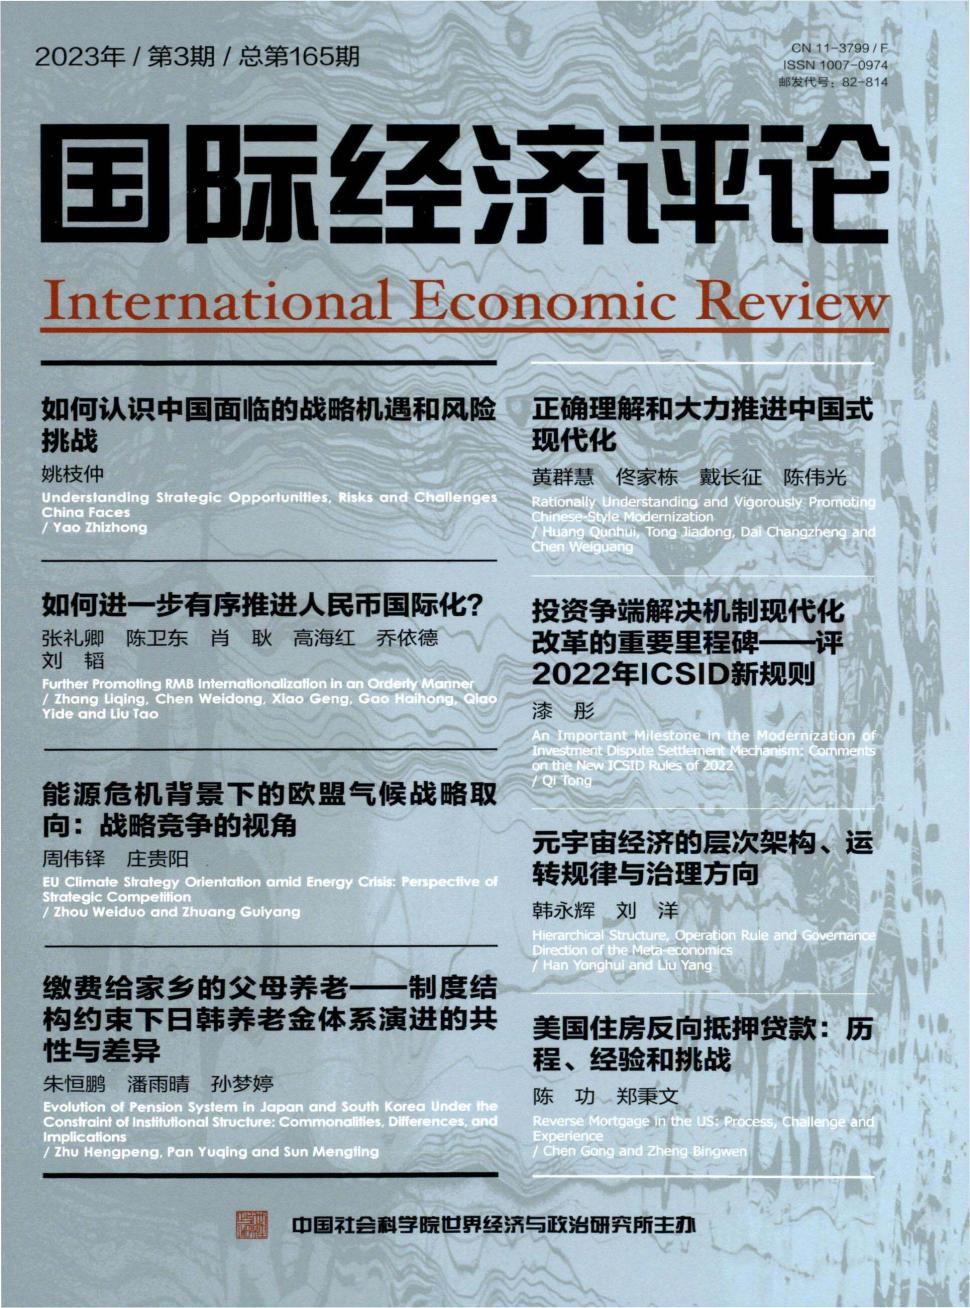 2023年 / 第3期 / 总第165期
CN 11-3799 / F
ISSN 1007-0974
邮发代号：82-814
国际经济评论
International Economic Review
如何认识中国面临的战略机遇和风险
挑战
姚枝仲
Understanding Strategic Opportunities, Risks and Challenges
China Faces
/ Yao Zhizhong
如何进一步有序推进人民币国际化？
张礼卿 陈卫东 肖 耿 高海红 乔依德
刘 韬
Further Promoting RMB Internationalization in an Orderly Manner
/ Zhang Liqing, Chen Weidong, Xiao Geng, Gao Haihong, Qiao
Yide and Liu Tao
能源危机背景下的欧盟气候战略取
向：战略竞争的视角
周伟铎 庄贵阳
EU Climate Strategy Orientation amid Energy Crisis: Perspective of
Strategic Competition
/ Zhou Weiduo and Zhuang Guiyang
缴费给家乡的父母养老——制度结
构约束下日韩养老金体系演进的共
性与差异
朱恒鹏 潘雨晴 孙梦婷
Evolution of Pension System in Japan and South Korea Under the
Constraint of Institutional Structure: Commonalities, Differences, and
Implications
/ Zhu Hengpeng, Pan Yuqing and Sun Mengting
正确理解和大力推进中国式
现代化
黄群慧 佟家栋 戴长征 陈伟光
Rationally Understanding and Vigorously Promoting
Chinese-Style Modernization
/ Huang Qunhui, Tong Jiadong, Dai Changzheng and
Chen Weiguang
投资争端解决机制现代化
改革的重要里程碑——评
2022年ICSID新规则
漆 彤
An Important Milestone in the Modernization of
Investment Dispute Settlement Mechanism: Comments
on the New ICSID Rules of 2022
/ Qi Tong
元宇宙经济的层次架构、运
转规律与治理方向
韩永辉 刘 洋
Hierarchical Structure, Operation Rule and Governance
Direction of the Meta-economics
/ Han Yonghui and Liu Yang
美国住房反向抵押贷款：历
程、经验和挑战
陈 功 郑秉文
Reverse Mortgage in the US: Process, Challenge and
Experience
/ Chen Gong and Zheng Bingwen
中国社会科学院世界经济与政治研究所主办